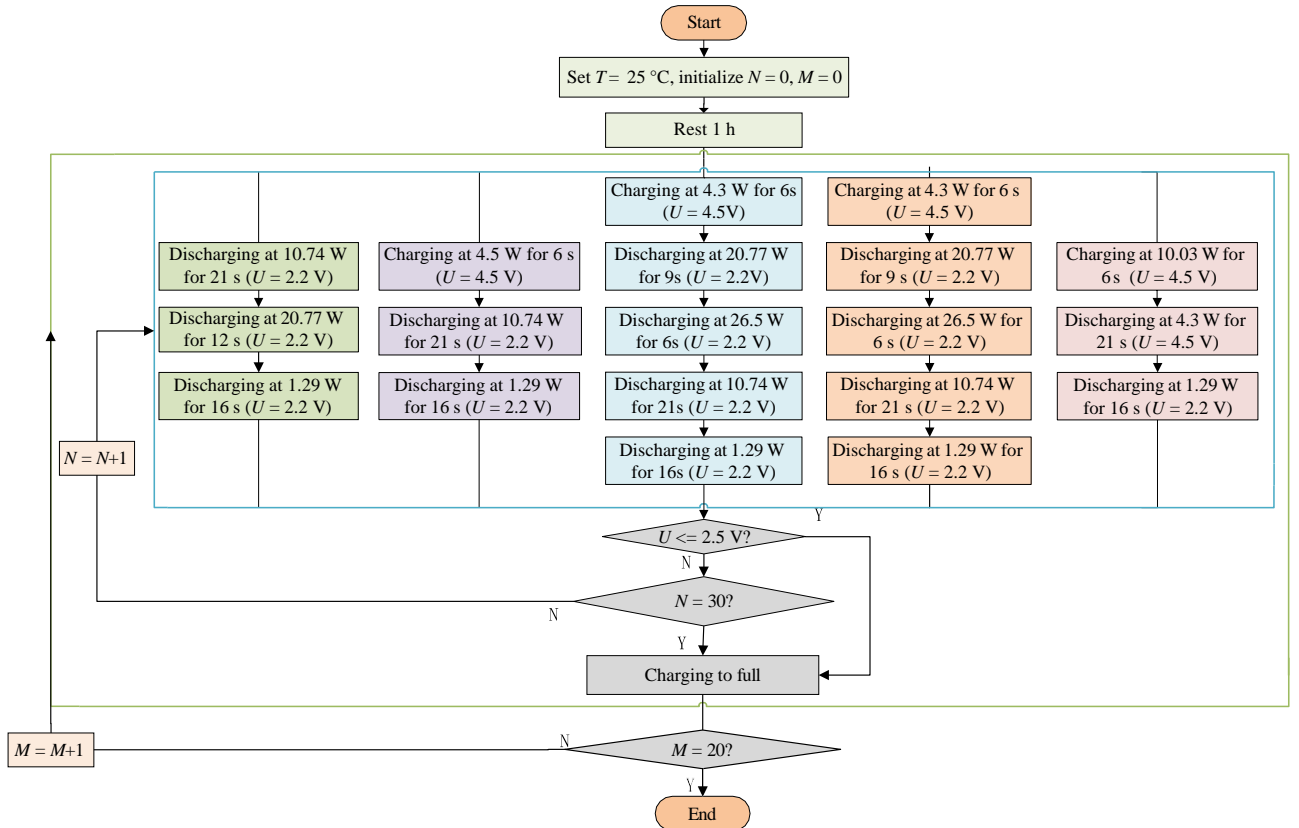 Start
Set T = 25 °C, initialize N = 0, M = 0
Rest 1 h
Discharging at 10.74 W
for 21 s (U = 2.2 V)
Discharging at 20.77 W
for 12 s (U = 2.2 V)
Discharging at 1.29 W
for 16 s (U = 2.2 V)
Charging at 4.5 W for 6 s
(U = 4.5 V)
Discharging at 10.74 W
for 21 s (U = 2.2 V)
Discharging at 1.29 W
for 16 s (U = 2.2 V)
Charging at 4.3 W for 6s
(U = 4.5V)
Discharging at 20.77 W
for 9s (U = 2.2V)
Discharging at 26.5 W
for 6s (U = 2.2 V)
Discharging at 10.74 W
for 21s (U = 2.2 V)
Discharging at 1.29 W
for 16s (U = 2.2 V)
Charging at 4.3 W for 6 s
(U = 4.5 V)
Discharging at 20.77 W
for 9 s (U = 2.2 V)
Discharging at 26.5 W for
6 s (U = 2.2 V)
Discharging at 10.74 W
for 21 s (U = 2.2 V)
Discharging at 1.29 W for
16 s (U = 2.2 V)
Charging at 10.03 W for
6 s (U = 4.5 V)
Discharging at 4.3 W for
21 s (U = 4.5 V)
Discharging at 1.29 W
for 16 s (U = 2.2 V)
N = N+1
U <= 2.5 V?
Y
N
N = 30?
N
Y
Charging to full
M = M+1
N
M = 20?
Y
End